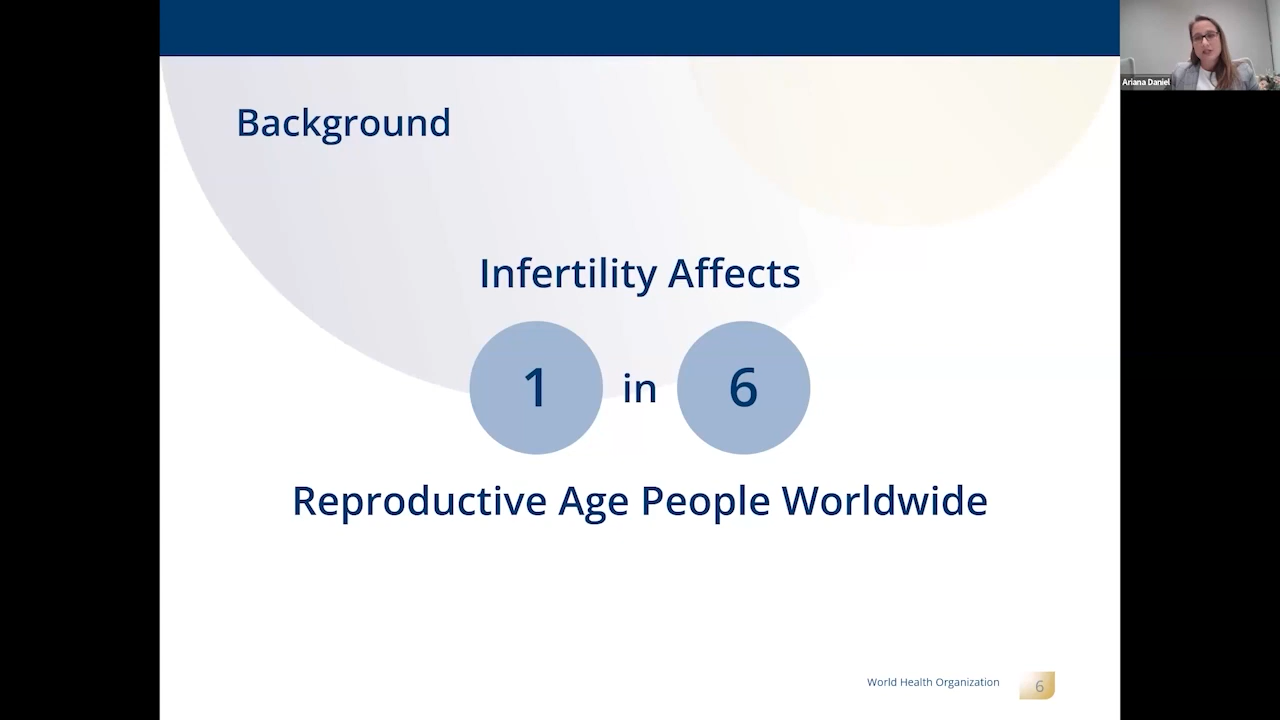 Ariana Daniel
Background
Infertility Affects
1 in 6
Reproductive Age People Worldwide
World Health Organization
6